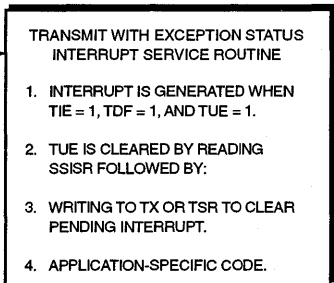 TRANSMIT WITH EXCEPTION STATUS
INTERRUPT SERVICE ROUTINE
1. INTERRUPT IS GENERATED WHEN
TIE = 1, TDF = 1, AND TUE = 1.
2. TUE IS CLEARED BY READING
SSISR FOLLOWED BY:
3. WRITING TO TX OR TSR TO CLEAR
PENDING INTERRUPT.
4. APPLICATION-SPECIFIC CODE.